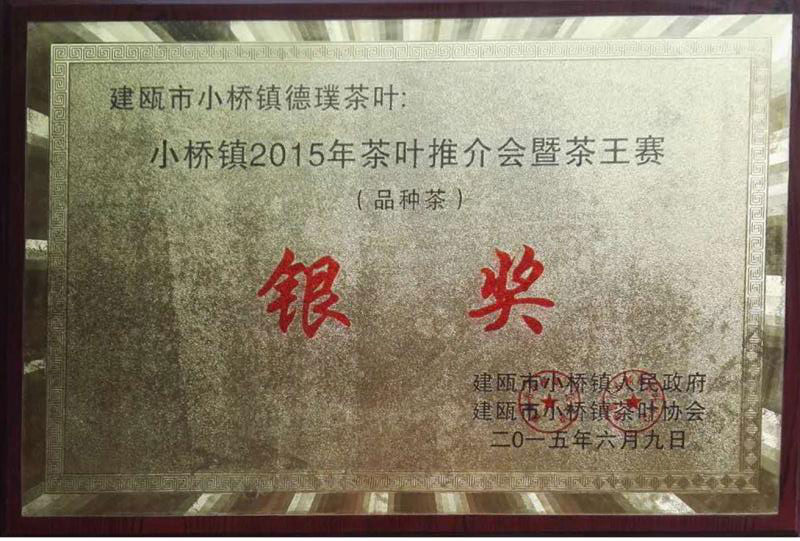 建瓯市小桥镇德璞茶叶:
小桥镇2015年茶叶推介会暨茶王赛
(品种茶)
银奖
建瓯市小桥镇人民政府
建瓯市小桥镇茶叶协会
二0一五年六月九日